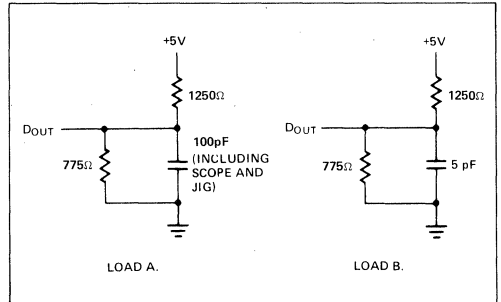 +5V
1250Ω
DOUT
100pF
(INCLUDING
SCOPE AND
JIG)
775Ω
LOAD A.
+5V
1250Ω
DOUT
5 pF
775Ω
LOAD B.